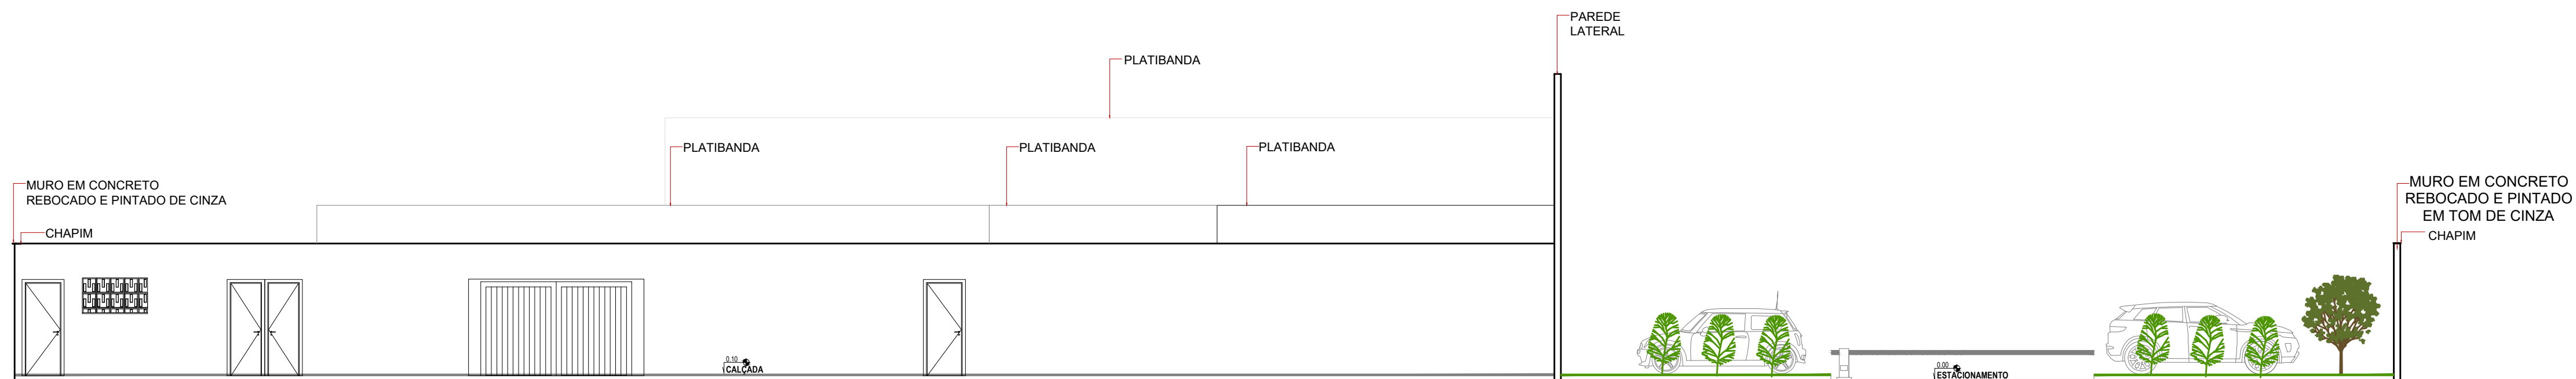 PAREDE
LATERAL
PLATIBANDA
PLATIBANDA
PLATIBANDA
PLATIBANDA
MURO EM CONCRETO
REBOCADO E PINTADO DE CINZA
CHAPIM
MURO EM CONCRETO
REBOCADO E PINTADO
EM TOM DE CINZA
CHAPIM
0.10
CALÇADA
0.00
ESTACIONAMENTO